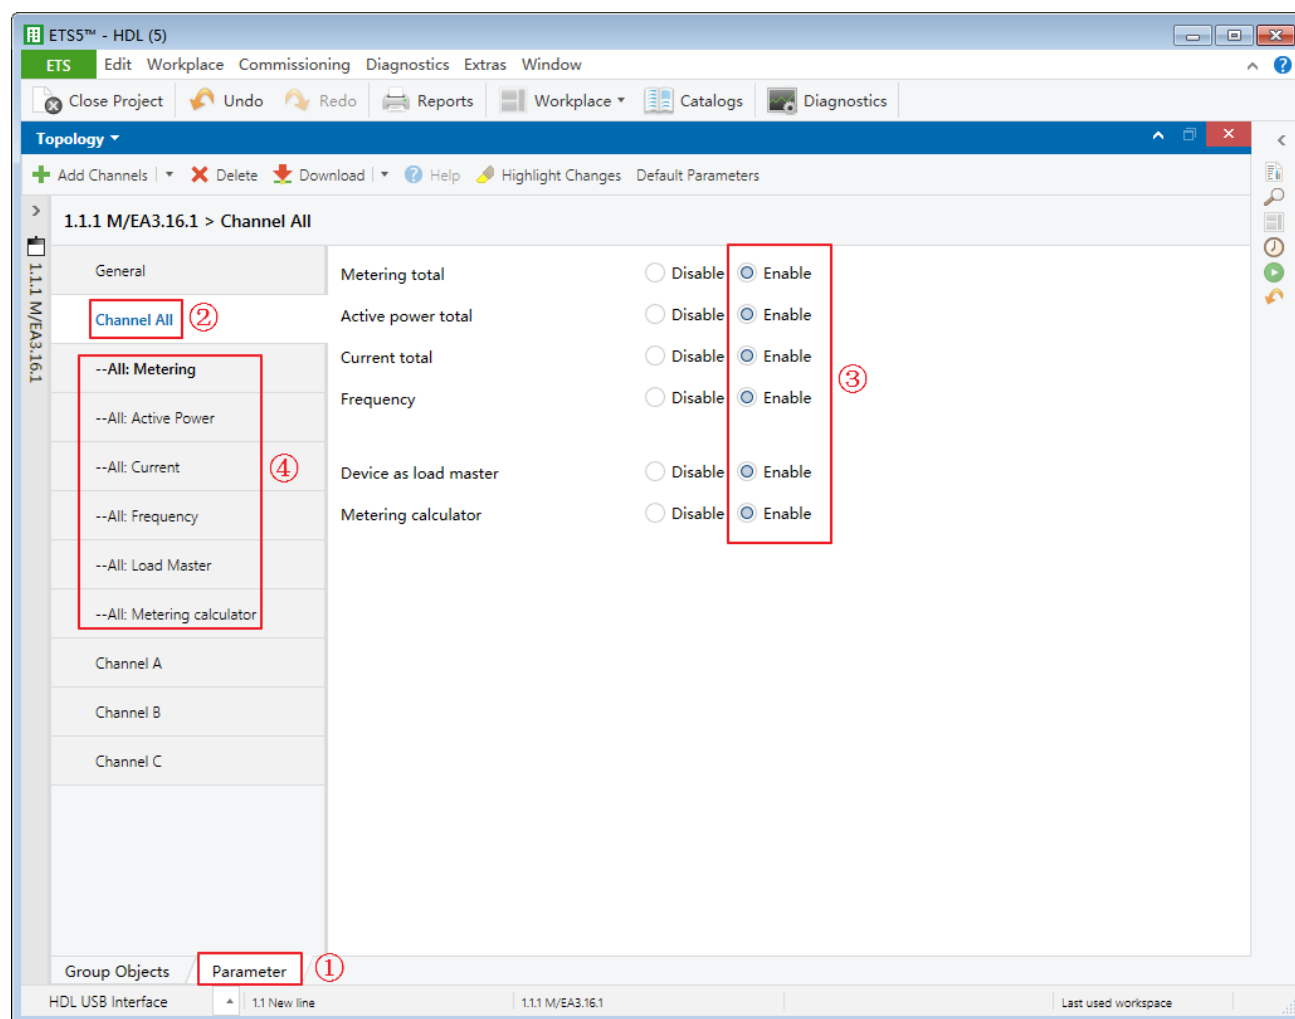 ETS5™ - HDL (5)
ETS Edit Workplace Commissioning Diagnostics Extras Window
Close Project Undo Redo Reports Workplace Catalogs Diagnostics
Topology
Add Channels Delete Download Help Highlight Changes Default Parameters
1.1.1 M/EA3.16.1 > Channel All
1.1.1 M/EA3.16.1
General
Metering total Disable Enable
Channel All ②
Active power total Disable Enable
--All: Metering
Current total Disable Enable
③
--All: Active Power
Frequency Disable Enable
--All: Current ④
Device as load master Disable Enable
--All: Frequency
Metering calculator Disable Enable
--All: Load Master
--All: Metering calculator
Channel A
Channel B
Channel C
Group Objects Parameter ①
HDL USB Interface 1.1 New line 1.1.1 M/EA3.16.1 Last used workspace